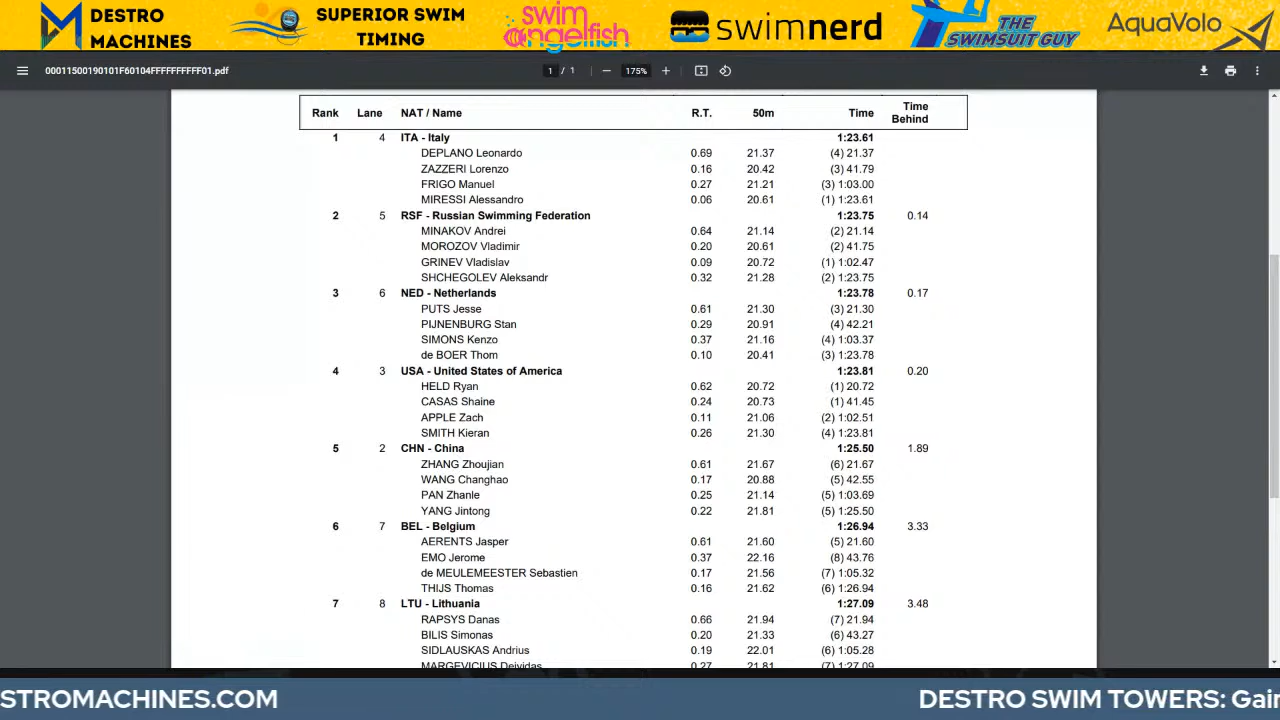 DESTRO
MACHINES
SUPERIOR SWIM
TIMING
swim
angelfish
swimnerd
THE
SWIMSUIT GUY
AquaVolo
00011500190101F60104FFFFFFFFFF01.pdf
1 / 1
175%
Rank Lane NAT / Name R.T. 50m Time Time Behind
1 4 ITA - Italy 1:23.61
DEPLANO Leonardo 0.69 21.37 (4) 21.37
ZAZZERI Lorenzo 0.16 20.42 (3) 41.79
FRIGO Manuel 0.27 21.21 (3) 1:03.00
MIRESSI Alessandro 0.06 20.61 (1) 1:23.61
2 5 RSF - Russian Swimming Federation 1:23.75 0.14
MINAKOV Andrei 0.64 21.14 (2) 21.14
MOROZOV Vladimir 0.20 20.61 (2) 41.75
GRINEV Vladislav 0.09 20.72 (1) 1:02.47
SHCHEGOLEV Aleksandr 0.32 21.28 (2) 1:23.75
3 6 NED - Netherlands 1:23.78 0.17
PUTS Jesse 0.61 21.30 (3) 21.30
PIJNENBURG Stan 0.29 20.91 (4) 42.21
SIMONS Kenzo 0.37 21.16 (4) 1:03.37
de BOER Thom 0.10 20.41 (3) 1:23.78
4 3 USA - United States of America 1:23.81 0.20
HELD Ryan 0.62 20.72 (1) 20.72
CASAS Shaine 0.24 20.73 (1) 41.45
APPLE Zach 0.11 21.06 (2) 1:02.51
SMITH Kieran 0.26 21.30 (4) 1:23.81
5 2 CHN - China 1:25.50 1.89
ZHANG Zhoujian 0.61 21.67 (6) 21.67
WANG Changhao 0.17 20.88 (5) 42.55
PAN Zhanle 0.25 21.14 (5) 1:03.69
YANG Jintong 0.22 21.81 (5) 1:25.50
6 7 BEL - Belgium 1:26.94 3.33
AERENTS Jasper 0.61 21.60 (5) 21.60
EMO Jerome 0.37 22.16 (8) 43.76
de MEULEMEESTER Sebastien 0.17 21.56 (7) 1:05.32
THIJS Thomas 0.16 21.62 (6) 1:26.94
7 8 LTU - Lithuania 1:27.09 3.48
RAPSYS Danas 0.66 21.94 (7) 21.94
BILIS Simonas 0.20 21.33 (6) 43.27
SIDLAUSKAS Andrius 0.19 22.01 (6) 1:05.28
MARGEVICIUS Deividas 0.27 21.81 (7) 1:27.09
STROMACHINES.COM DESTRO SWIM TOWERS: Gain